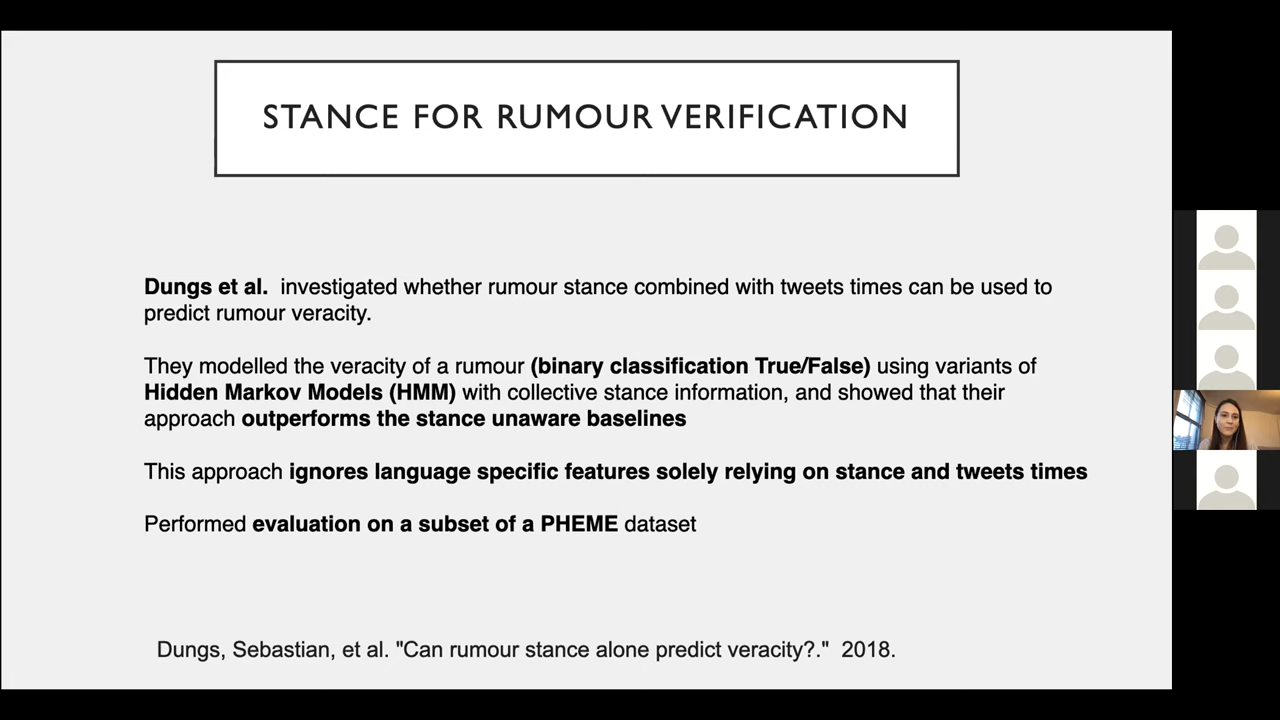 STANCE FOR RUMOUR VERIFICATION
Dungs et al. investigated whether rumour stance combined with tweets times can be used to
predict rumour veracity.
They modelled the veracity of a rumour (binary classification True/False) using variants of
Hidden Markov Models (HMM) with collective stance information, and showed that their
approach outperforms the stance unaware baselines
This approach ignores language specific features solely relying on stance and tweets times
Performed evaluation on a subset of a PHEME dataset
Dungs, Sebastian, et al. "Can rumour stance alone predict veracity?." 2018.